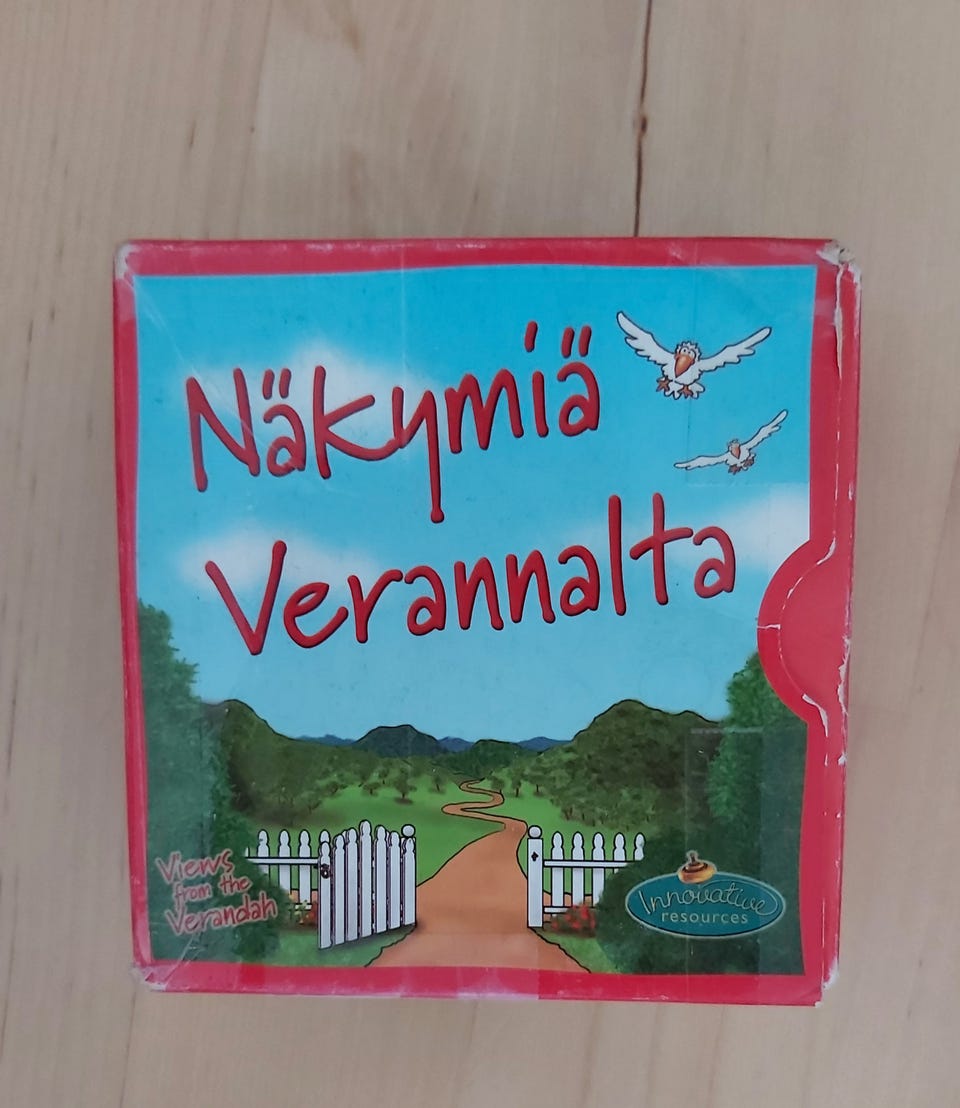 Näkymiä
Verannalta
Views
from the
Verandah
Innovative
resources